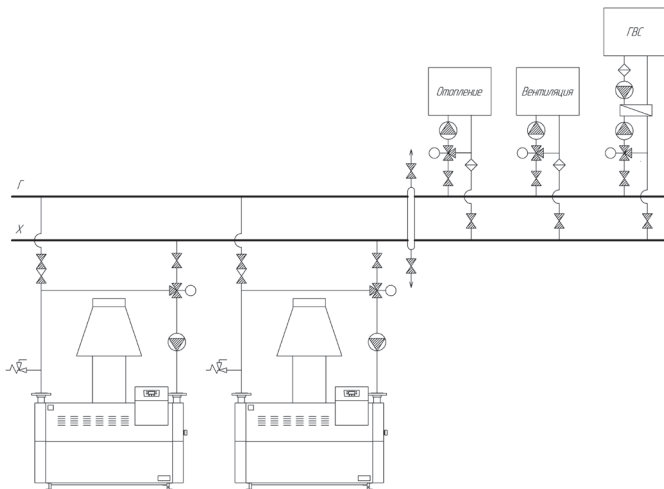 ГВС
Отопление
Вентиляция
Г
Х